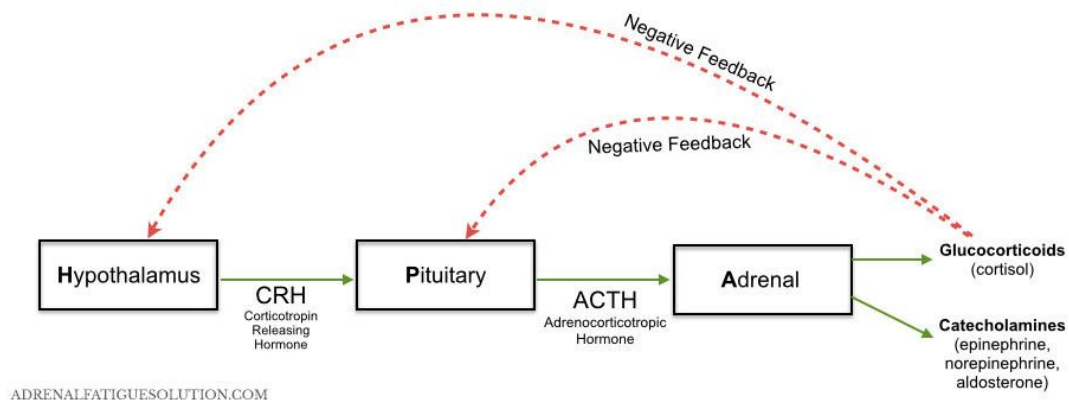 Negative Feedback
Negative Feedback
Hypothalamus
CRH
Corticotropin
Releasing
Hormone
Pituitary
ACTH
Adrenocorticotropic
Hormone
Adrenal
Glucocorticoids
(cortisol)
Catecholamines
(epinephrine,
norepinephrine,
aldosterone)
ADRENALFATIGUESOLUTION.COM